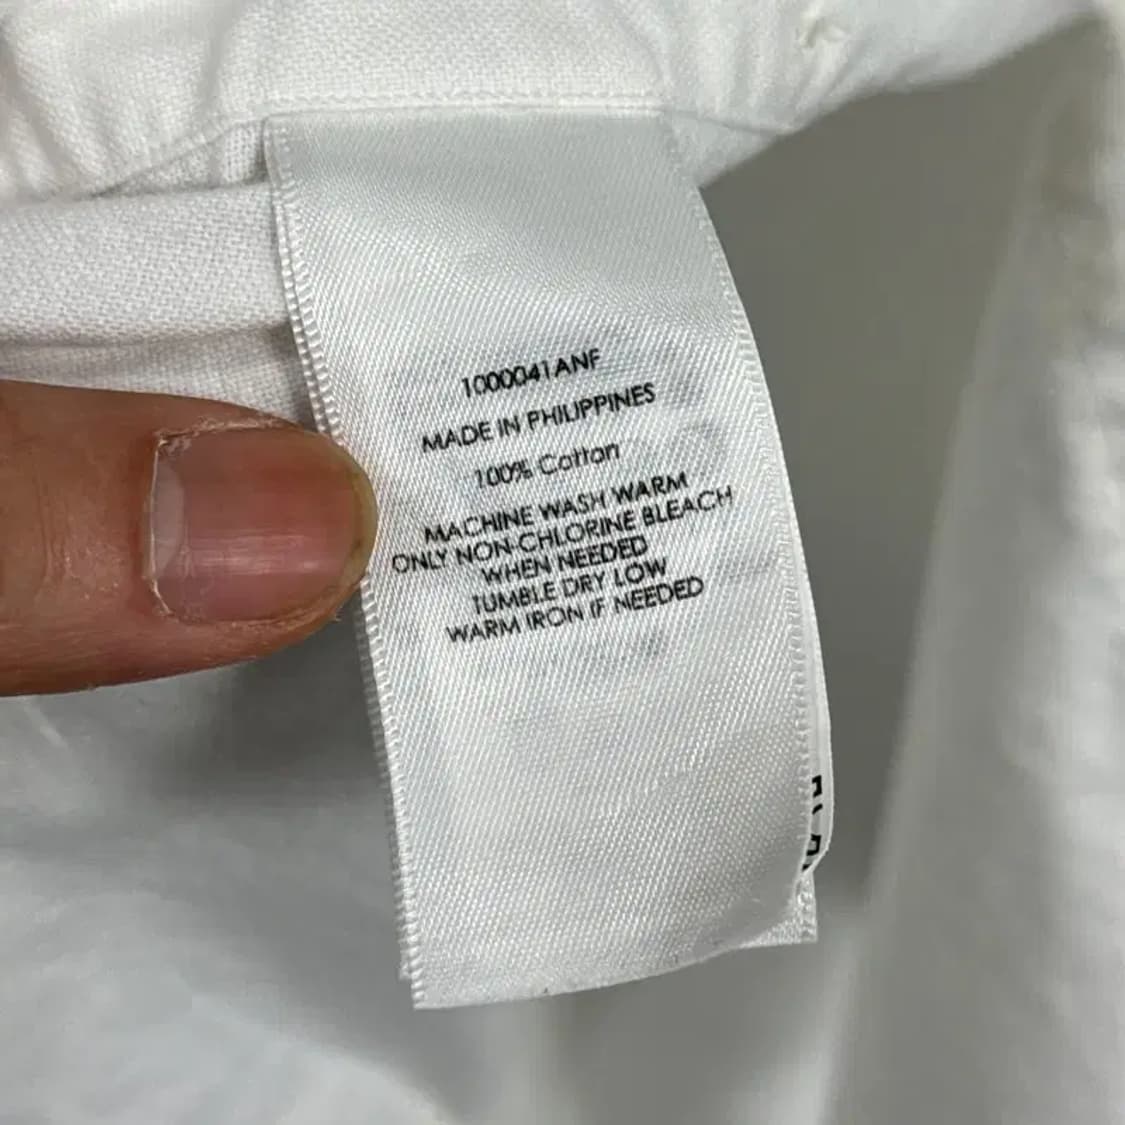 1000041ANF
MADE IN PHILIPPINES
100% Cotton
MACHINE WASH WARM
ONLY NON-CHLORINE BLEACH
WHEN NEEDED
TUMBLE DRY LOW
WARM IRON IF NEEDED